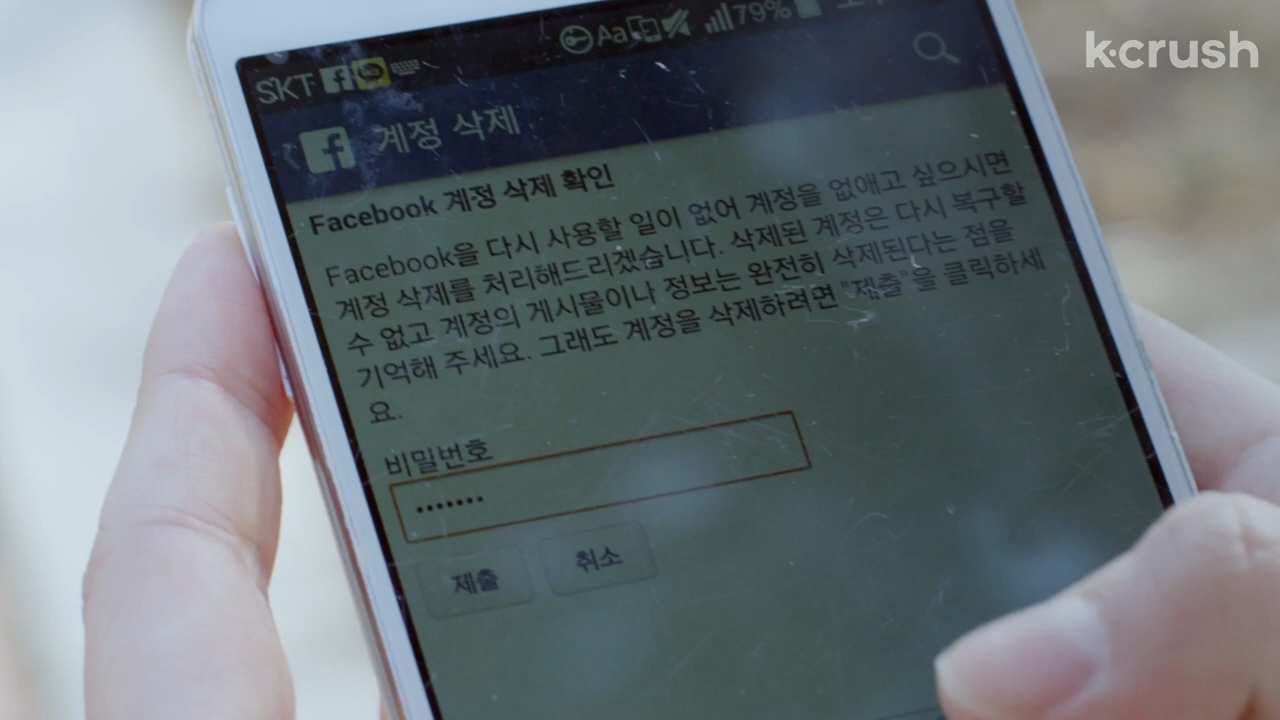 k·crush
SKT
Aa
79%
계정 삭제
Facebook 계정 삭제 확인
Facebook을 다시 사용할 일이 없어 계정을 없애고 싶으시면
계정 삭제를 처리해드리겠습니다. 삭제된 계정은 다시 복구할
수 없고 계정의 게시물이나 정보는 완전히 삭제된다는 점을
기억해 주세요. 그래도 계정을 삭제하려면 "제출"을 클릭하세
요.
비밀번호
•••••••
제출
취소